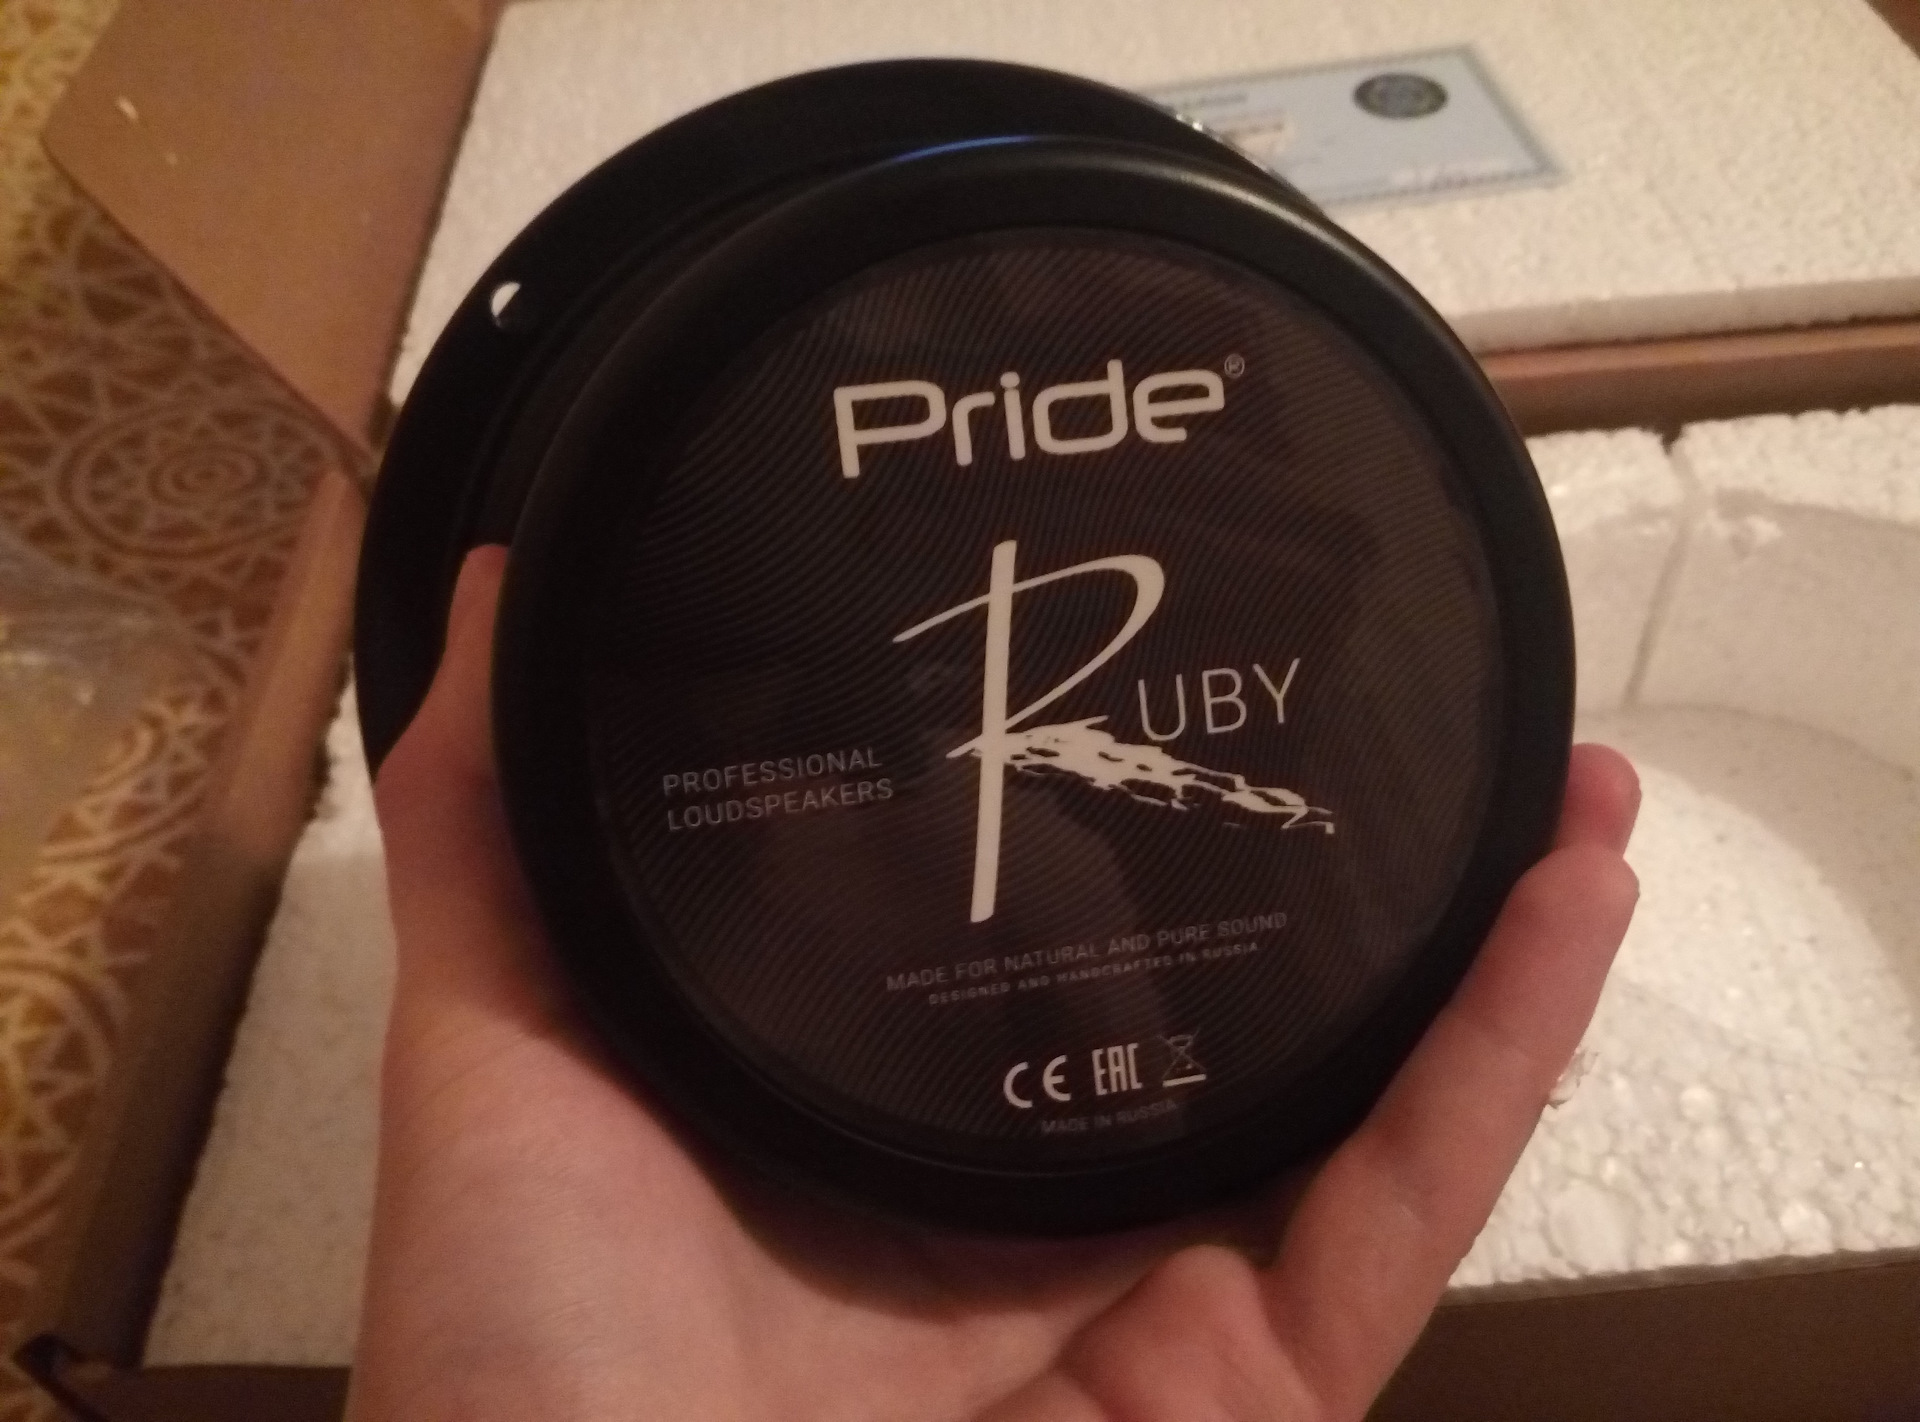 Pride®
RUBY
PROFESSIONAL
LOUDSPEAKERS
MADE FOR NATURAL AND PURE SOUND
DESIGNED AND HANDCRAFTED IN RUSSIA
CE EAC
MADE IN RUSSIA